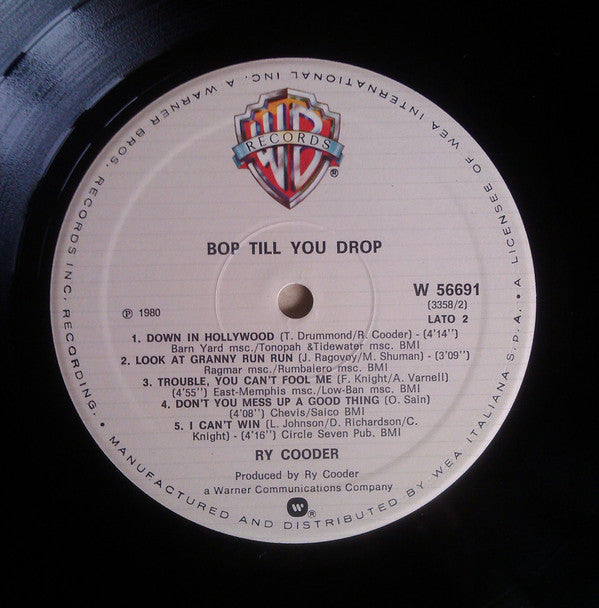 WB
RECORDS
®
BOP TILL YOU DROP
W 56691
℗ 1980
(3358/2)
LATO 2
1. DOWN IN HOLLYWOOD (T. Drummond/R. Cooder) - (4'14'')
Barn Yard msc./Tonopah &Tidewater msc. BMI
2. LOOK AT GRANNY RUN RUN (J. Ragovoy/M. Shuman) - (3'09'')
Ragmar msc./Rumbalero msc. BMI
3. TROUBLE, YOU CAN'T FOOL ME (F. Knight/A. Varnell)
(4'55'') East-Memphis msc./Low-Ban msc. BMI
4. DON'T YOU MESS UP A GOOD THING (O. Sain)
(4'08'') Chevis/Saico BMI
5. I CAN'T WIN (L. Johnson/D. Richardson/C.
Knight) - (4'16'') Circle Seven Pub. BMI
RY COODER
Produced by Ry Cooder
a Warner Communications Company
®
• MANUFACTURED AND DISTRIBUTED BY WEA ITALIANA S.P.A. • A LICENSEE OF WEA INTERNATIONAL INC. A WARNER BROS. RECORDS INC. RECORDING.